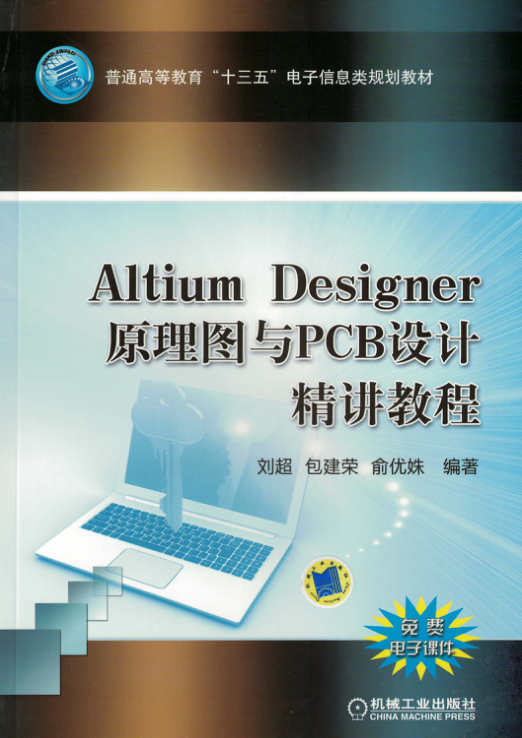 普通高等教育“十三五”电子信息类规划教材
Altium Designer
原理图与PCB设计
精讲教程
刘超 包建荣 俞优姝 编著
免费
电子课件
机械工业出版社
CHINA MACHINE PRESS